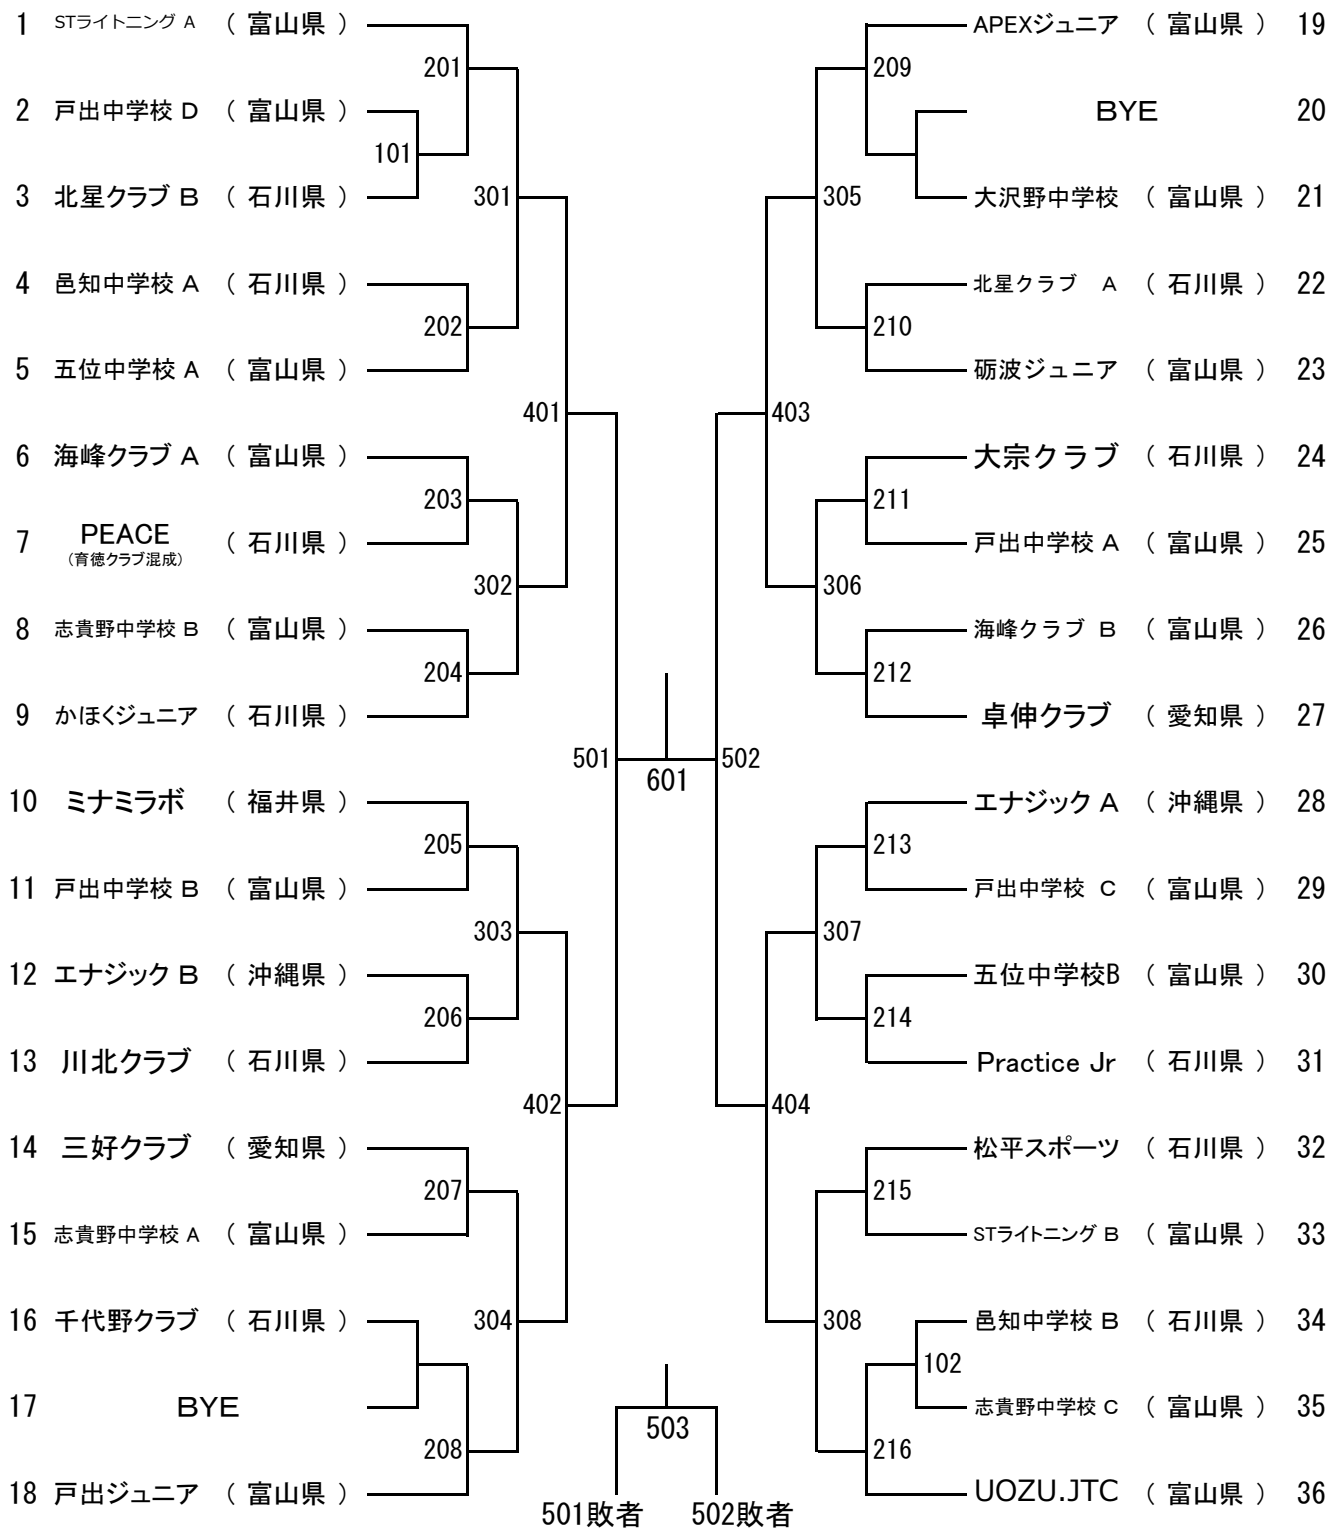 1 STライトニング A （ 富山県 ）
201
2 戸出中学校 D （ 富山県 ）
101
3 北星クラブ B （ 石川県 ）
301
4 邑知中学校 A （ 石川県 ）
202
5 五位中学校 A （ 富山県 ）
401
6 海峰クラブ A （ 富山県 ）
203
7 PEACE （ 石川県 ）
（育徳クラブ混成）
302
8 志貴野中学校 B （ 富山県 ）
204
9 かほくジュニア （ 石川県 ）
501
10 ミナミラボ （ 福井県 ）
205
11 戸出中学校 B （ 富山県 ）
303
12 エナジック B （ 沖縄県 ）
206
13 川北クラブ （ 石川県 ）
402
14 三好クラブ （ 愛知県 ）
207
15 志貴野中学校 A （ 富山県 ）
16 千代野クラブ （ 石川県 ）
304
17 BYE
208
18 戸出ジュニア （ 富山県 ）
601
503
501敗者 502敗者
APEXジュニア （ 富山県 ） 19
209
BYE 20
305
大沢野中学校 （ 富山県 ） 21
北星クラブ A （ 石川県 ） 22
210
砺波ジュニア （ 富山県 ） 23
403
大宗クラブ （ 石川県 ） 24
211
戸出中学校 A （ 富山県 ） 25
306
海峰クラブ B （ 富山県 ） 26
212
卓伸クラブ （ 愛知県 ） 27
502
エナジック A （ 沖縄県 ） 28
213
戸出中学校 C （ 富山県 ） 29
307
五位中学校B （ 富山県 ） 30
214
Practice Jr （ 石川県 ） 31
404
松平スポーツ （ 石川県 ） 32
215
STライトニング B （ 富山県 ） 33
308
邑知中学校 B （ 石川県 ） 34
102
志貴野中学校 C （ 富山県 ） 35
216
UOZU.JTC （ 富山県 ） 36